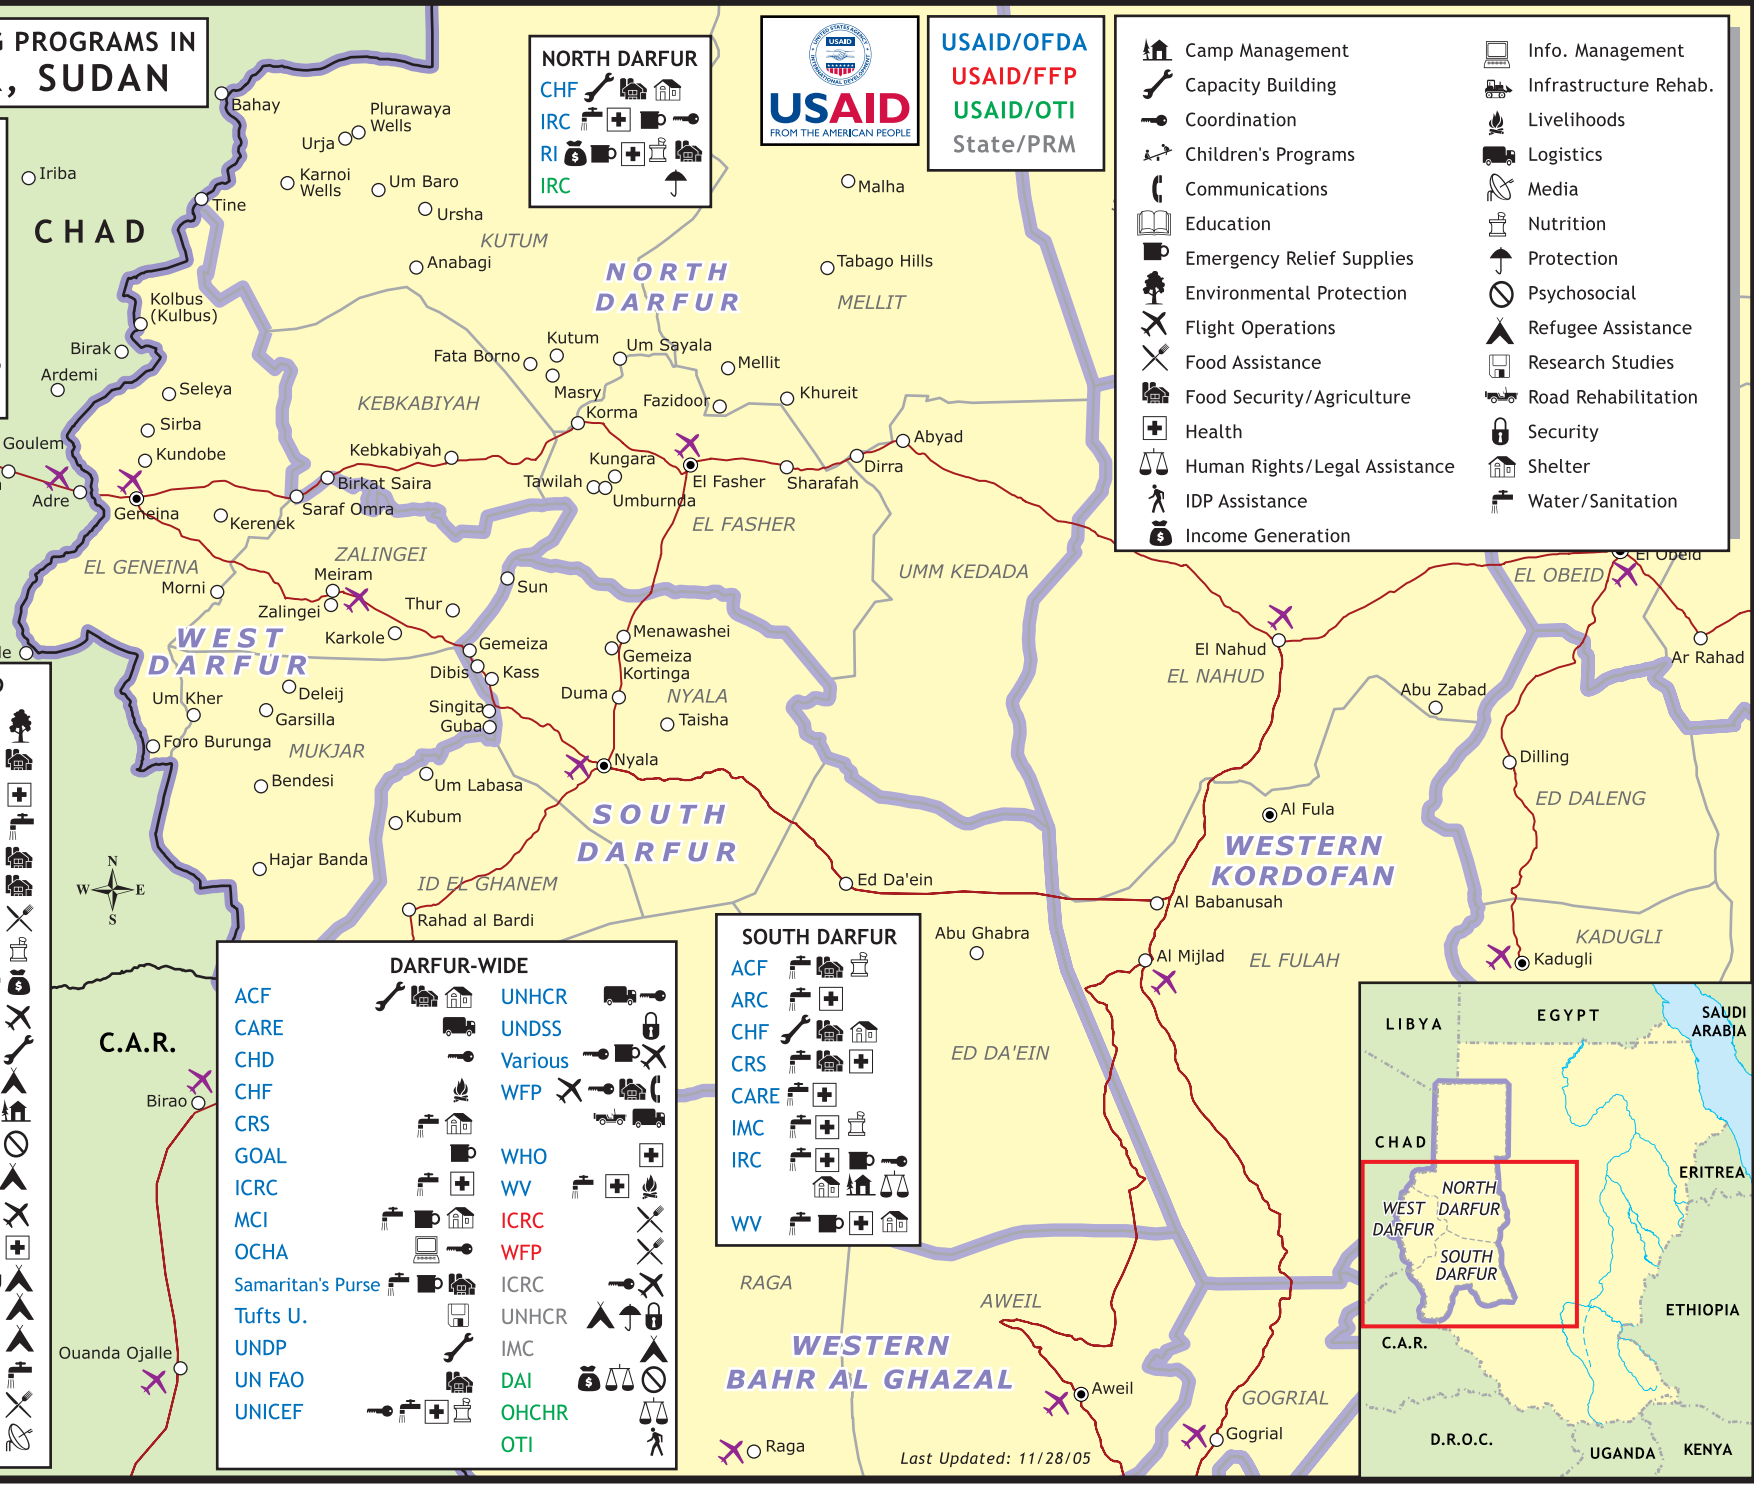 PROGRAMS IN
, SUDAN
NORTH DARFUR
CHF
IRC
RI
IRC
UNITED STATES AGENCY
USAID
INTERNATIONAL DEVELOPMENT
USAID
FROM THE AMERICAN PEOPLE
USAID/OFDA
USAID/FFP
USAID/OTI
State/PRM
Camp Management
Capacity Building
Coordination
Children's Programs
Communications
Education
Emergency Relief Supplies
Environmental Protection
Flight Operations
Food Assistance
Food Security/Agriculture
Health
Human Rights/Legal Assistance
IDP Assistance
Income Generation
Info. Management
Infrastructure Rehab.
Livelihoods
Logistics
Media
Nutrition
Protection
Psychosocial
Refugee Assistance
Research Studies
Road Rehabilitation
Security
Shelter
Water/Sanitation
Bahay
Plurawaya
Wells
Urja
Karnoi
Wells
Um Baro
Ursha
Iriba
Tine
CHAD
KUTUM
Anabagi
NORTH
DARFUR
Malha
Tabago Hills
MELLIT
Kolbus
(Kulbus)
Birak
Ardemi
Seleya
Sirba
Kundobe
Goulem
Adre
Geneina
Kerenek
Kutum
Fata Borno
Um Sayala
Masry
Mellit
KEBKABIYAH
Korma
Fazidoor
Khureit
Kebkabiyah
Birkat Saira
Saraf Omra
Kungara
Tawilah
Umburnda
El Fasher
Sharafah
Dirra
Abyad
EL FASHER
EL GENEINA
ZALINGEI
Morni
Meiram
Zalingei
Thur
Sun
Karkole
UMM KEDADA
WEST
DARFUR
Gemeiza
Dibis
Kass
Menawashei
Gemeiza
Kortinga
Duma
NYALA
Taisha
Um Kher
Deleij
Garsilla
Singita
Guba
Foro Burunga
MUKJAR
Bendesi
Um Labasa
Nyala
Kubum
Hajar Banda
SOUTH
DARFUR
ID EL GHANEM
Rahad al Bardi
Ed Da'ein
El Obeid
EL OBEID
El Nahud
EL NAHUD
Ar Rahad
Abu Zabad
Dilling
ED DALENG
Al Fula
WESTERN
KORDOFAN
Al Babanusah
Abu Ghabra
Al Mijlad
EL FULAH
KADUGLI
Kadugli
ED DA'EIN
N
W
E
S
C.A.R.
Birao
Ouanda Ojalle
DARFUR-WIDE
ACF
CARE
CHD
CHF
CRS
GOAL
ICRC
MCI
OCHA
Samaritan's Purse
Tufts U.
UNDP
UN FAO
UNICEF
UNHCR
UNDSS
Various
WFP
WHO
WV
ICRC
WFP
ICRC
UNHCR
IMC
DAI
OHCHR
OTI
SOUTH DARFUR
ACF
ARC
CHF
CRS
CARE
IMC
IRC
WV
RAGA
AWEIL
WESTERN
BAHR AL GHAZAL
Aweil
GOGRIAL
Gogrial
Raga
Last Updated: 11/28/05
LIBYA
EGYPT
SAUDI
ARABIA
CHAD
ERITREA
NORTH
DARFUR
WEST
DARFUR
SOUTH
DARFUR
ETHIOPIA
C.A.R.
D.R.O.C.
UGANDA
KENYA